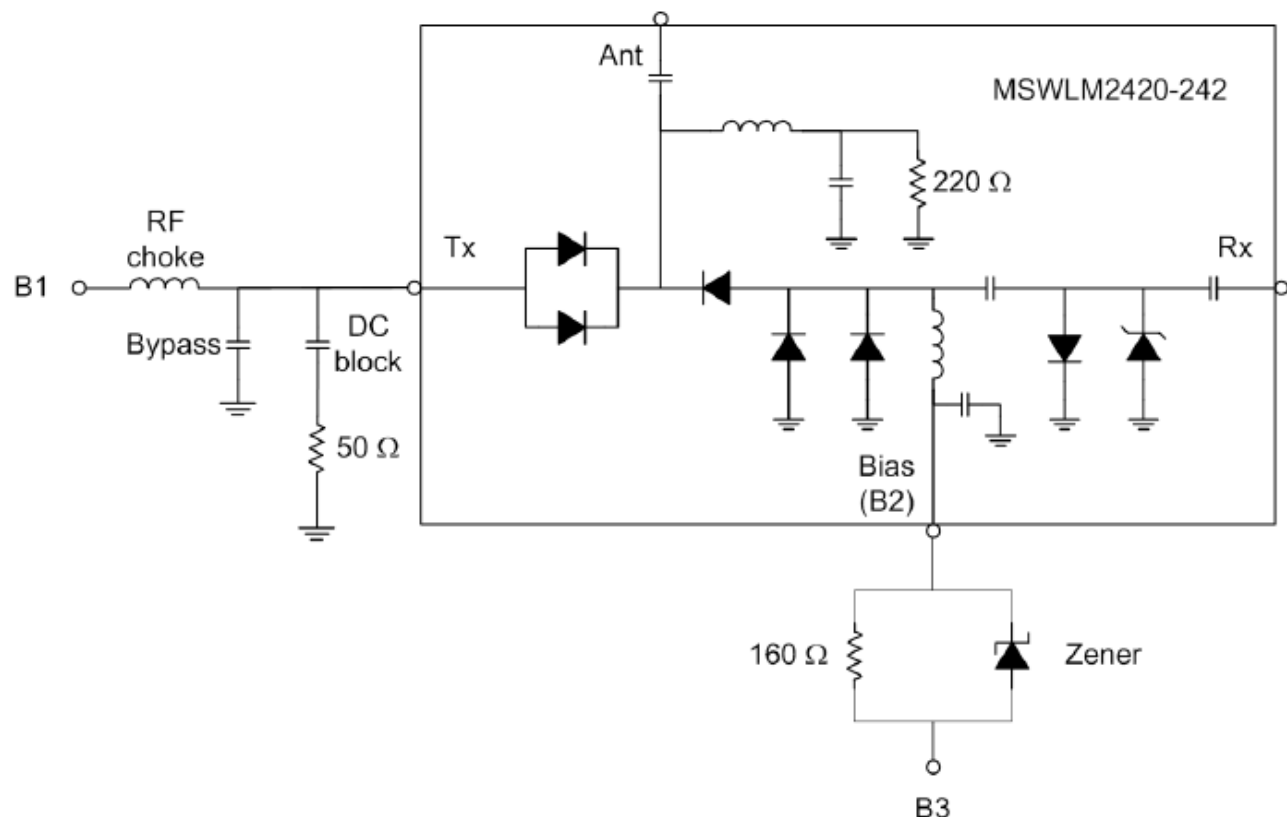 Ant
MSWLM2420-242
RF
choke
Tx
Rx
B1
220 Ω
Bypass
DC
block
50 Ω
Bias
(B2)
160 Ω
Zener
B3